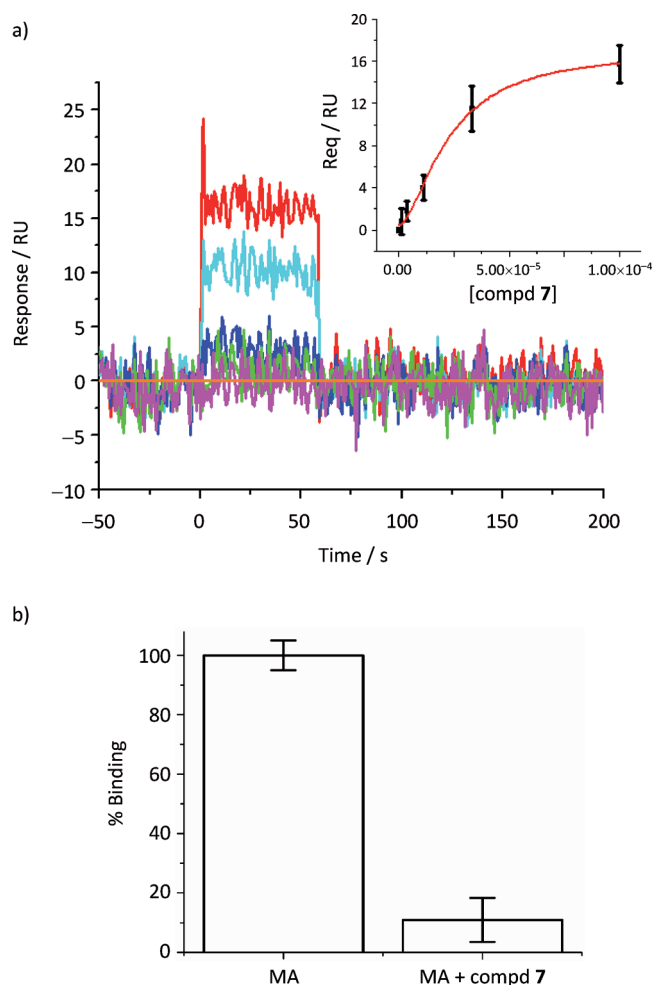 a)
25
20
15
10
5
0
−5
−10
Response / RU
−50 0 50 100 150 200
Time / s
20
16
12
8
4
0
Req / RU
0.00 5.00×10⁻⁵ 1.00×10⁻⁴
[compd 7]
b)
100
80
60
40
20
0
% Binding
MA MA + compd 7